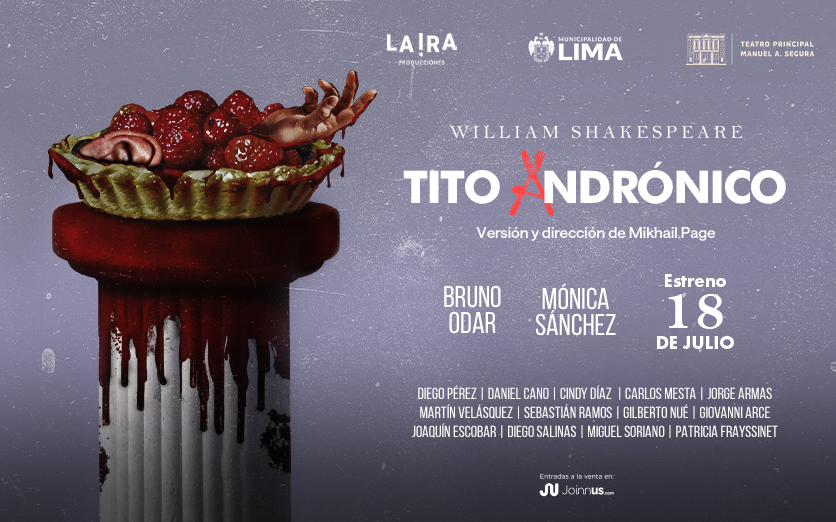 LA!RA
PRODUCCIONES
MUNICIPALIDAD DE
LIMA
TEATRO PRINCIPAL
MANUEL A. SEGURA
WILLIAM SHAKESPEARE
TITO ANDRÓNICO
Versión y dirección de Mikhail Page
BRUNO
ODAR
MÓNICA
SÁNCHEZ
Estreno
18
DE JULIO
DIEGO PÉREZ | DANIEL CANO | CINDY DÍAZ | CARLOS MESTA | JORGE ARMAS
MARTÍN VELÁSQUEZ | SEBASTIÁN RAMOS | GILBERTO NUÉ | GIOVANNI ARCE
JOAQUÍN ESCOBAR | DIEGO SALINAS | MIGUEL SORIANO | PATRICIA FRAYSSINET
Entradas a la venta en:
Joinnus.com